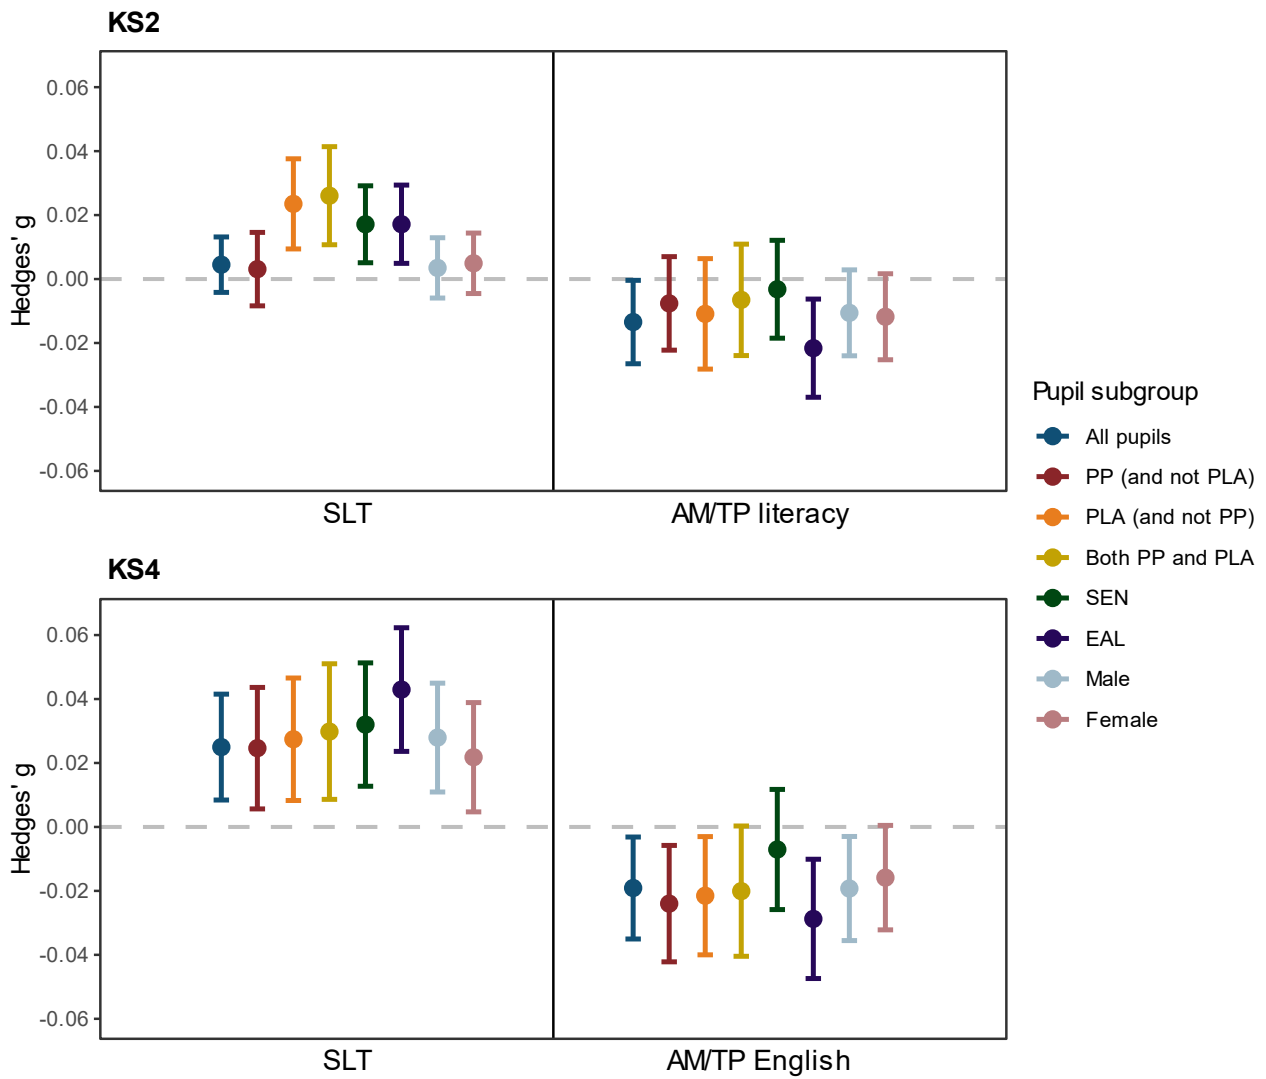 KS2
0.06
0.04
0.02
0.00
-0.02
-0.04
-0.06
Hedges' g
SLT
AM/TP literacy
KS4
0.06
0.04
0.02
0.00
-0.02
-0.04
-0.06
Hedges' g
SLT
AM/TP English
Pupil subgroup
All pupils
PP (and not PLA)
PLA (and not PP)
Both PP and PLA
SEN
EAL
Male
Female